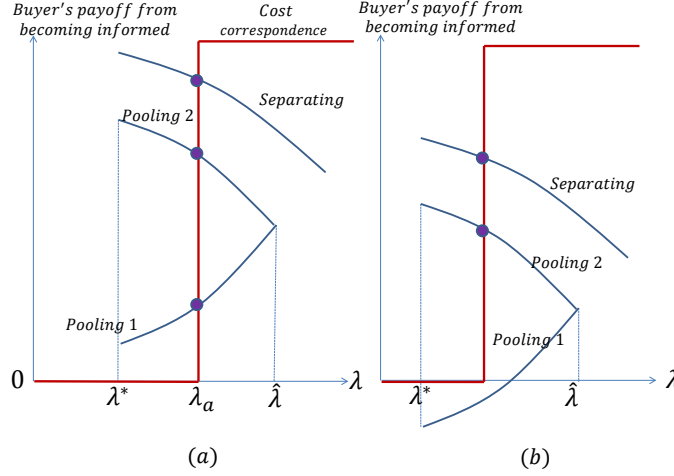 Buyer's payoff from
becoming informed
Cost
correspondence
Separating
Pooling 2
Pooling 1
0
λ*
λₐ
λ̂
λ
(a)
Buyer's payoff from
becoming informed
Separating
Pooling 2
Pooling 1
λ*
λ̂
λ
(b)